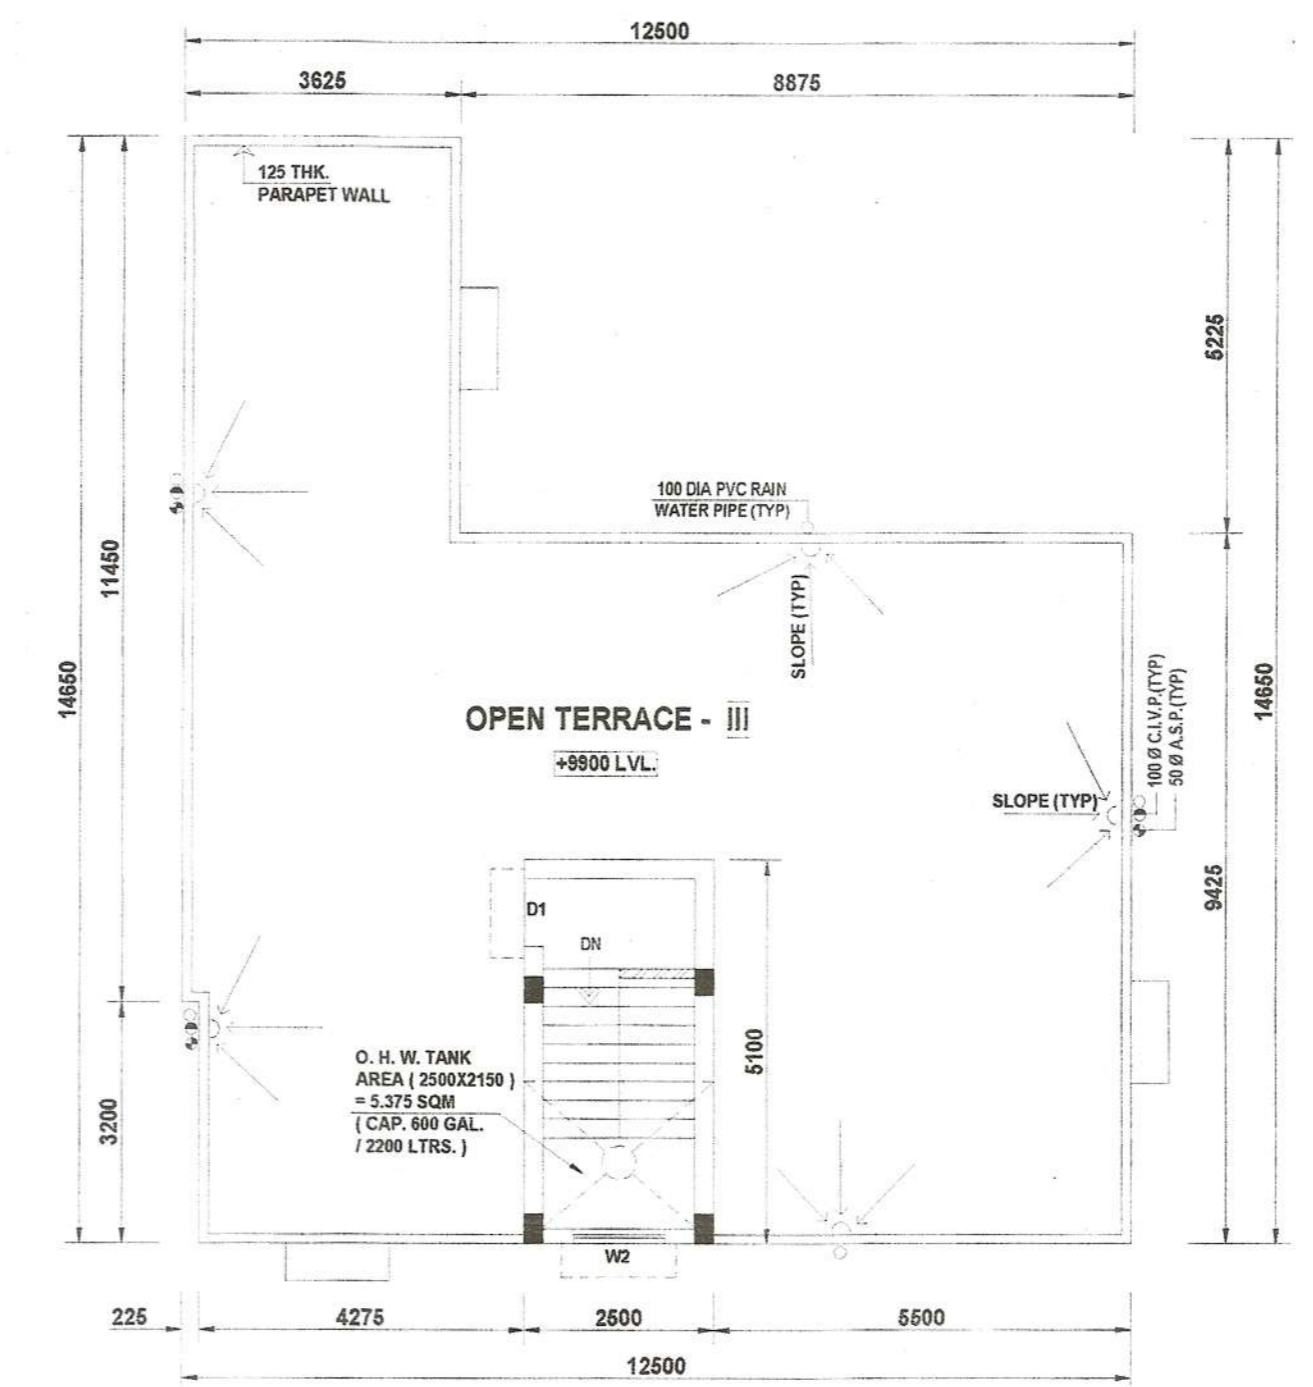 12500
3625
8875
125 THK.
PARAPET WALL
5225
100 DIA PVC RAIN
WATER PIPE (TYP)
11450
SLOPE (TYP)
14650
14650
100 Ø C.I.V.P.(TYP)
50 Ø A.S.P.(TYP)
OPEN TERRACE - III
+9900 LVL.
SLOPE (TYP)
9425
D1
DN
5100
O. H. W. TANK
AREA ( 2500X2150 )
= 5.375 SQM
( CAP. 600 GAL.
/ 2200 LTRS. )
3200
W2
225
4275
2500
5500
12500